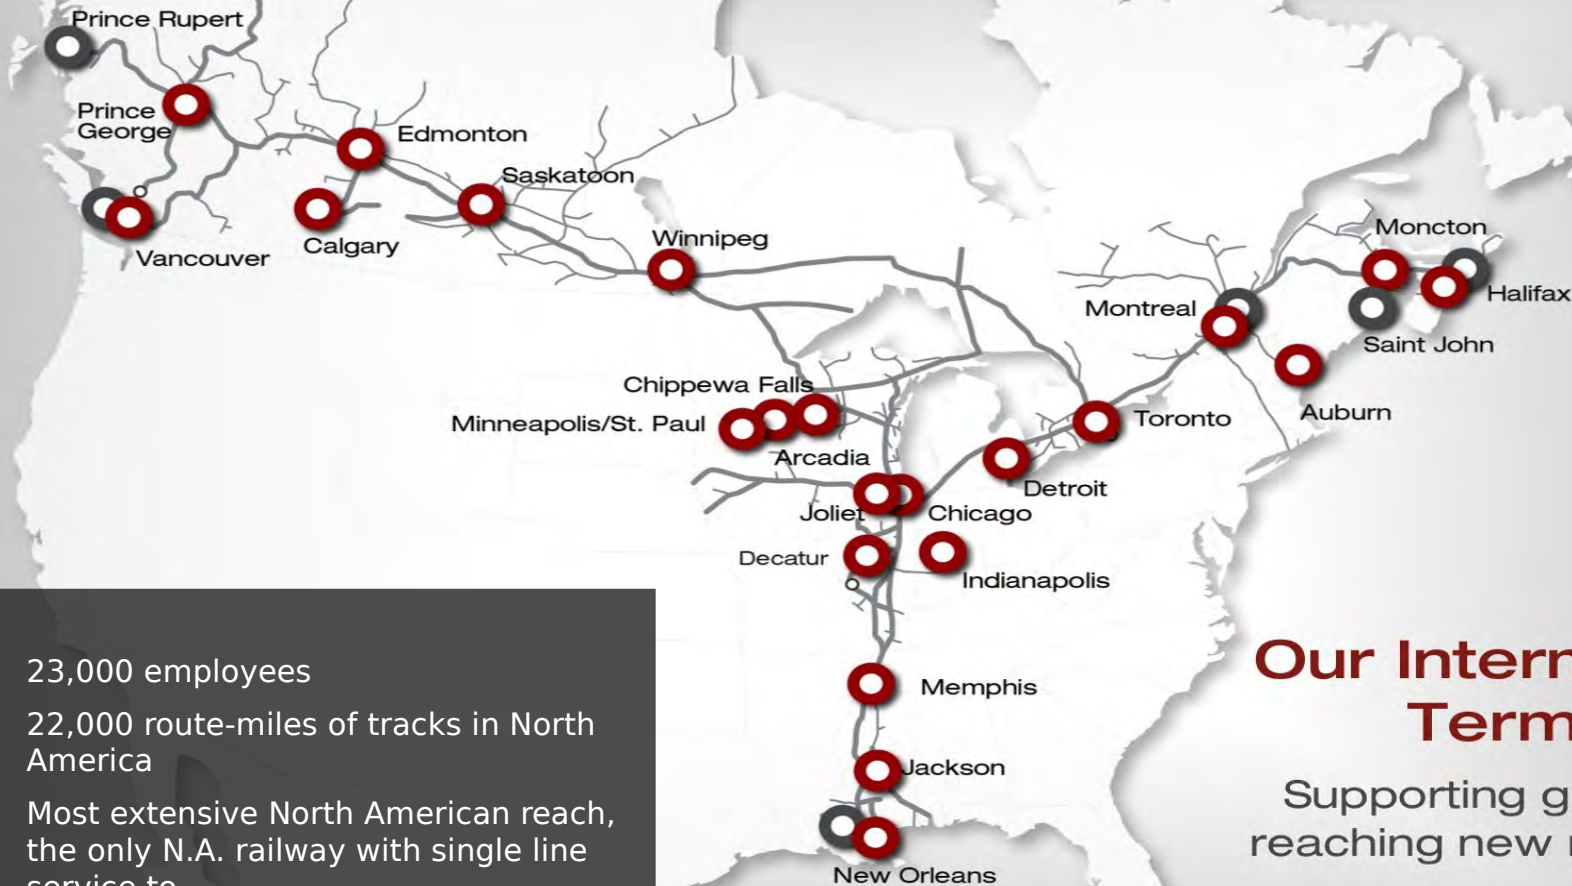 Prince Rupert
Prince
George
Edmonton
Saskatoon
Vancouver
Calgary
Winnipeg
Moncton
Montreal
Halifax
Saint John
Chippewa Falls
Minneapolis/St. Paul
Toronto
Auburn
Arcadia
Detroit
Joliet
Chicago
Decatur
Indianapolis
Memphis
Jackson
New Orleans
23,000 employees
22,000 route-miles of tracks in North
America
Most extensive North American reach,
the only N.A. railway with single line
service to
Our Intern
Term
Supporting g
reaching new